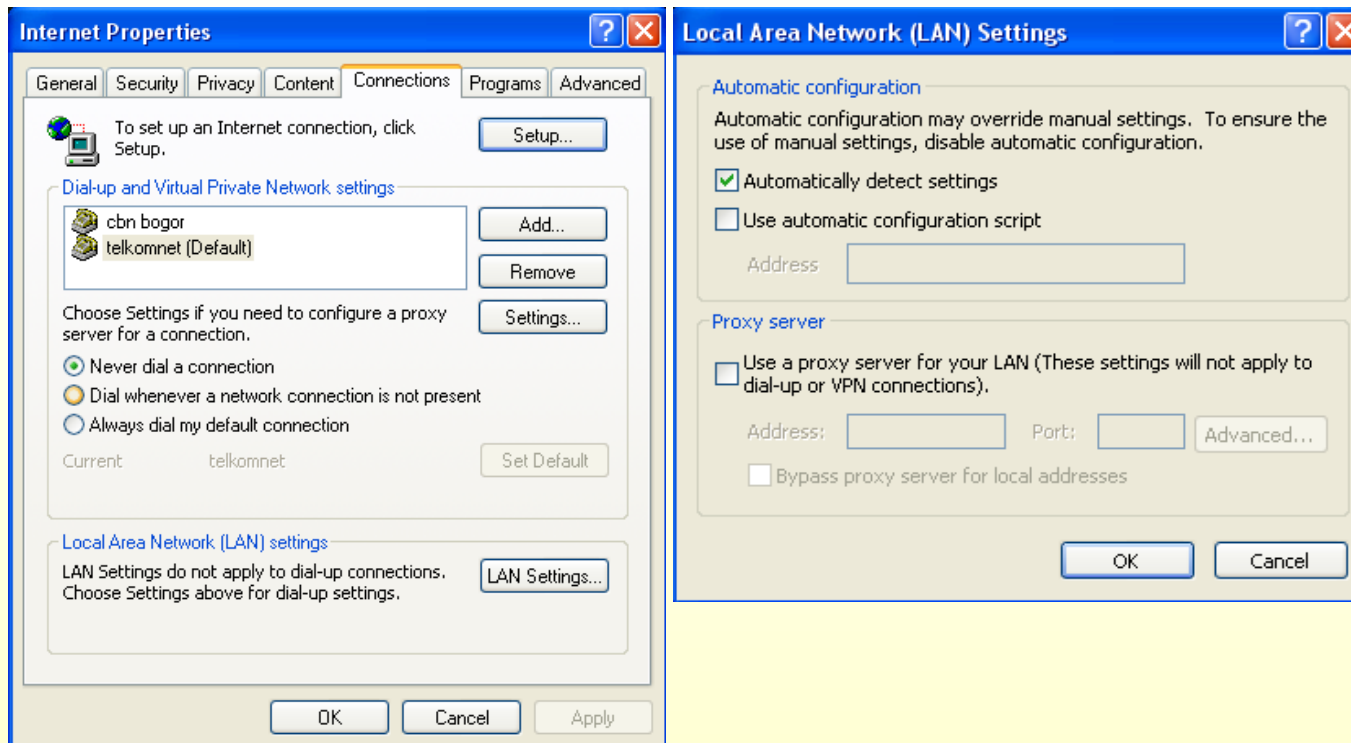 Internet Properties
General Security Privacy Content Connections Programs Advanced
To set up an Internet connection, click
Setup.
Setup...
Dial-up and Virtual Private Network settings
cbn bogor
telkomnet (Default)
Add...
Remove
Choose Settings if you need to configure a proxy
server for a connection.
Settings...
Never dial a connection
Dial whenever a network connection is not present
Always dial my default connection
Current telkomnet Set Default
Local Area Network (LAN) settings
LAN Settings do not apply to dial-up connections.
Choose Settings above for dial-up settings.
LAN Settings...
OK Cancel Apply
Local Area Network (LAN) Settings
Automatic configuration
Automatic configuration may override manual settings. To ensure the
use of manual settings, disable automatic configuration.
Automatically detect settings
Use automatic configuration script
Address
Proxy server
Use a proxy server for your LAN (These settings will not apply to
dial-up or VPN connections).
Address: Port: Advanced...
Bypass proxy server for local addresses
OK Cancel